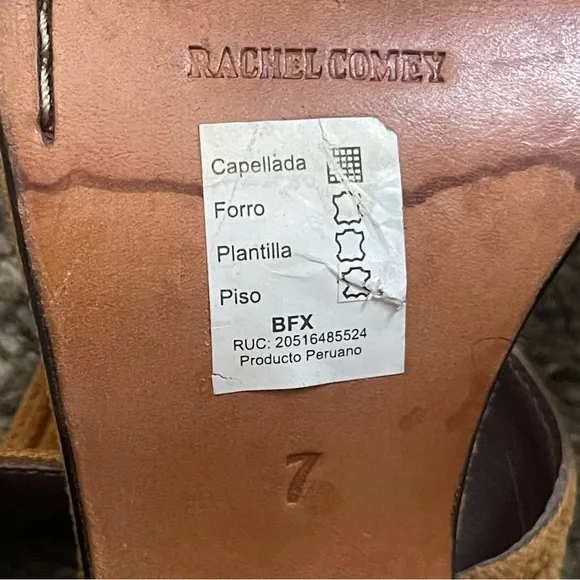 RACHEL COMEY
Capellada
Forro
Plantilla
Piso
BFX
RUC: 20516485524
Producto Peruano
7